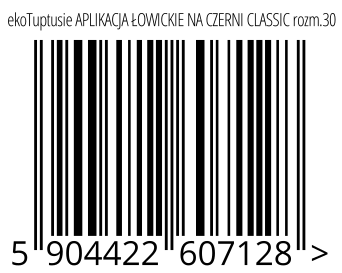 ekoTuptusie APLIKACJA ŁOWICKIE NA CZERNI CLASSIC rozm.30
5 904422 607128 >